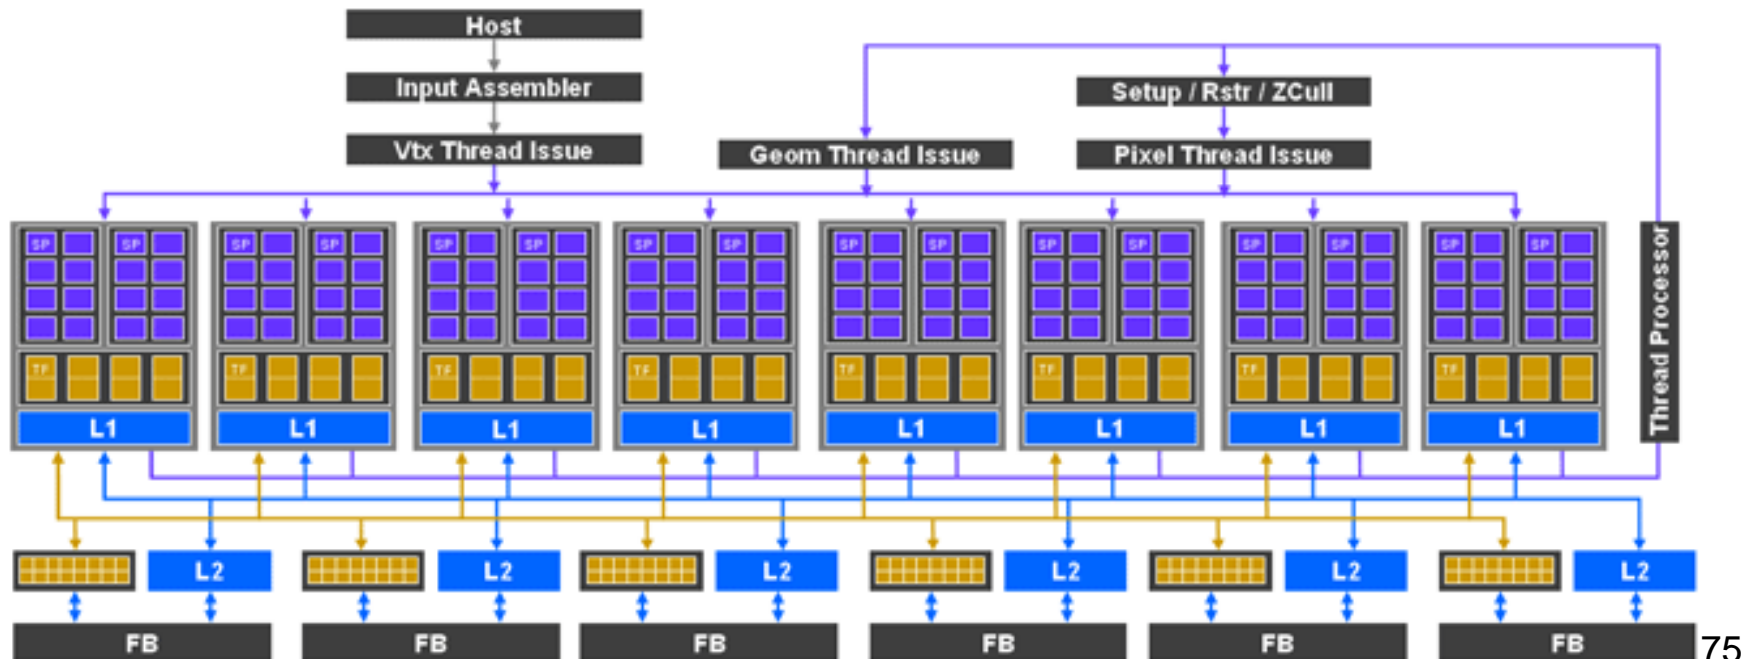 Host
Input Assembler
Setup / Rstr / ZCull
Vtx Thread Issue
Geom Thread Issue
Pixel Thread Issue
SP SP SP SP SP SP SP SP SP SP SP SP SP SP SP SP
Thread Processor
TF TF TF TF TF TF TF TF
L1 L1 L1 L1 L1 L1 L1 L1
L2 L2 L2 L2 L2 L2
FB FB FB FB FB FB
75